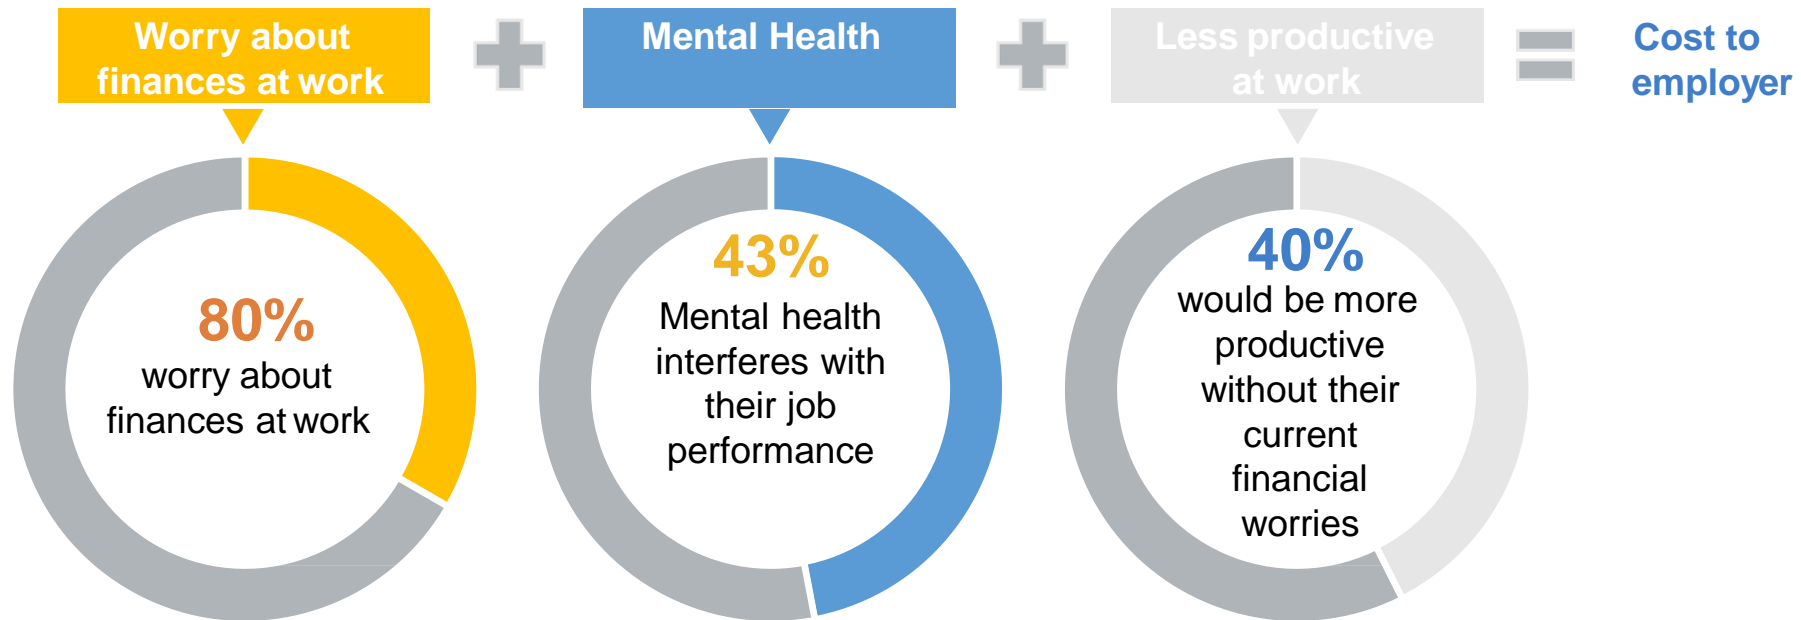 Worry about
finances at work
Mental Health
Less productive
at work
Cost to
employer
80%
worry about
finances at work
43%
Mental health
interferes with
their job
performance
40%
would be more
productive
without their
current
financial
worries